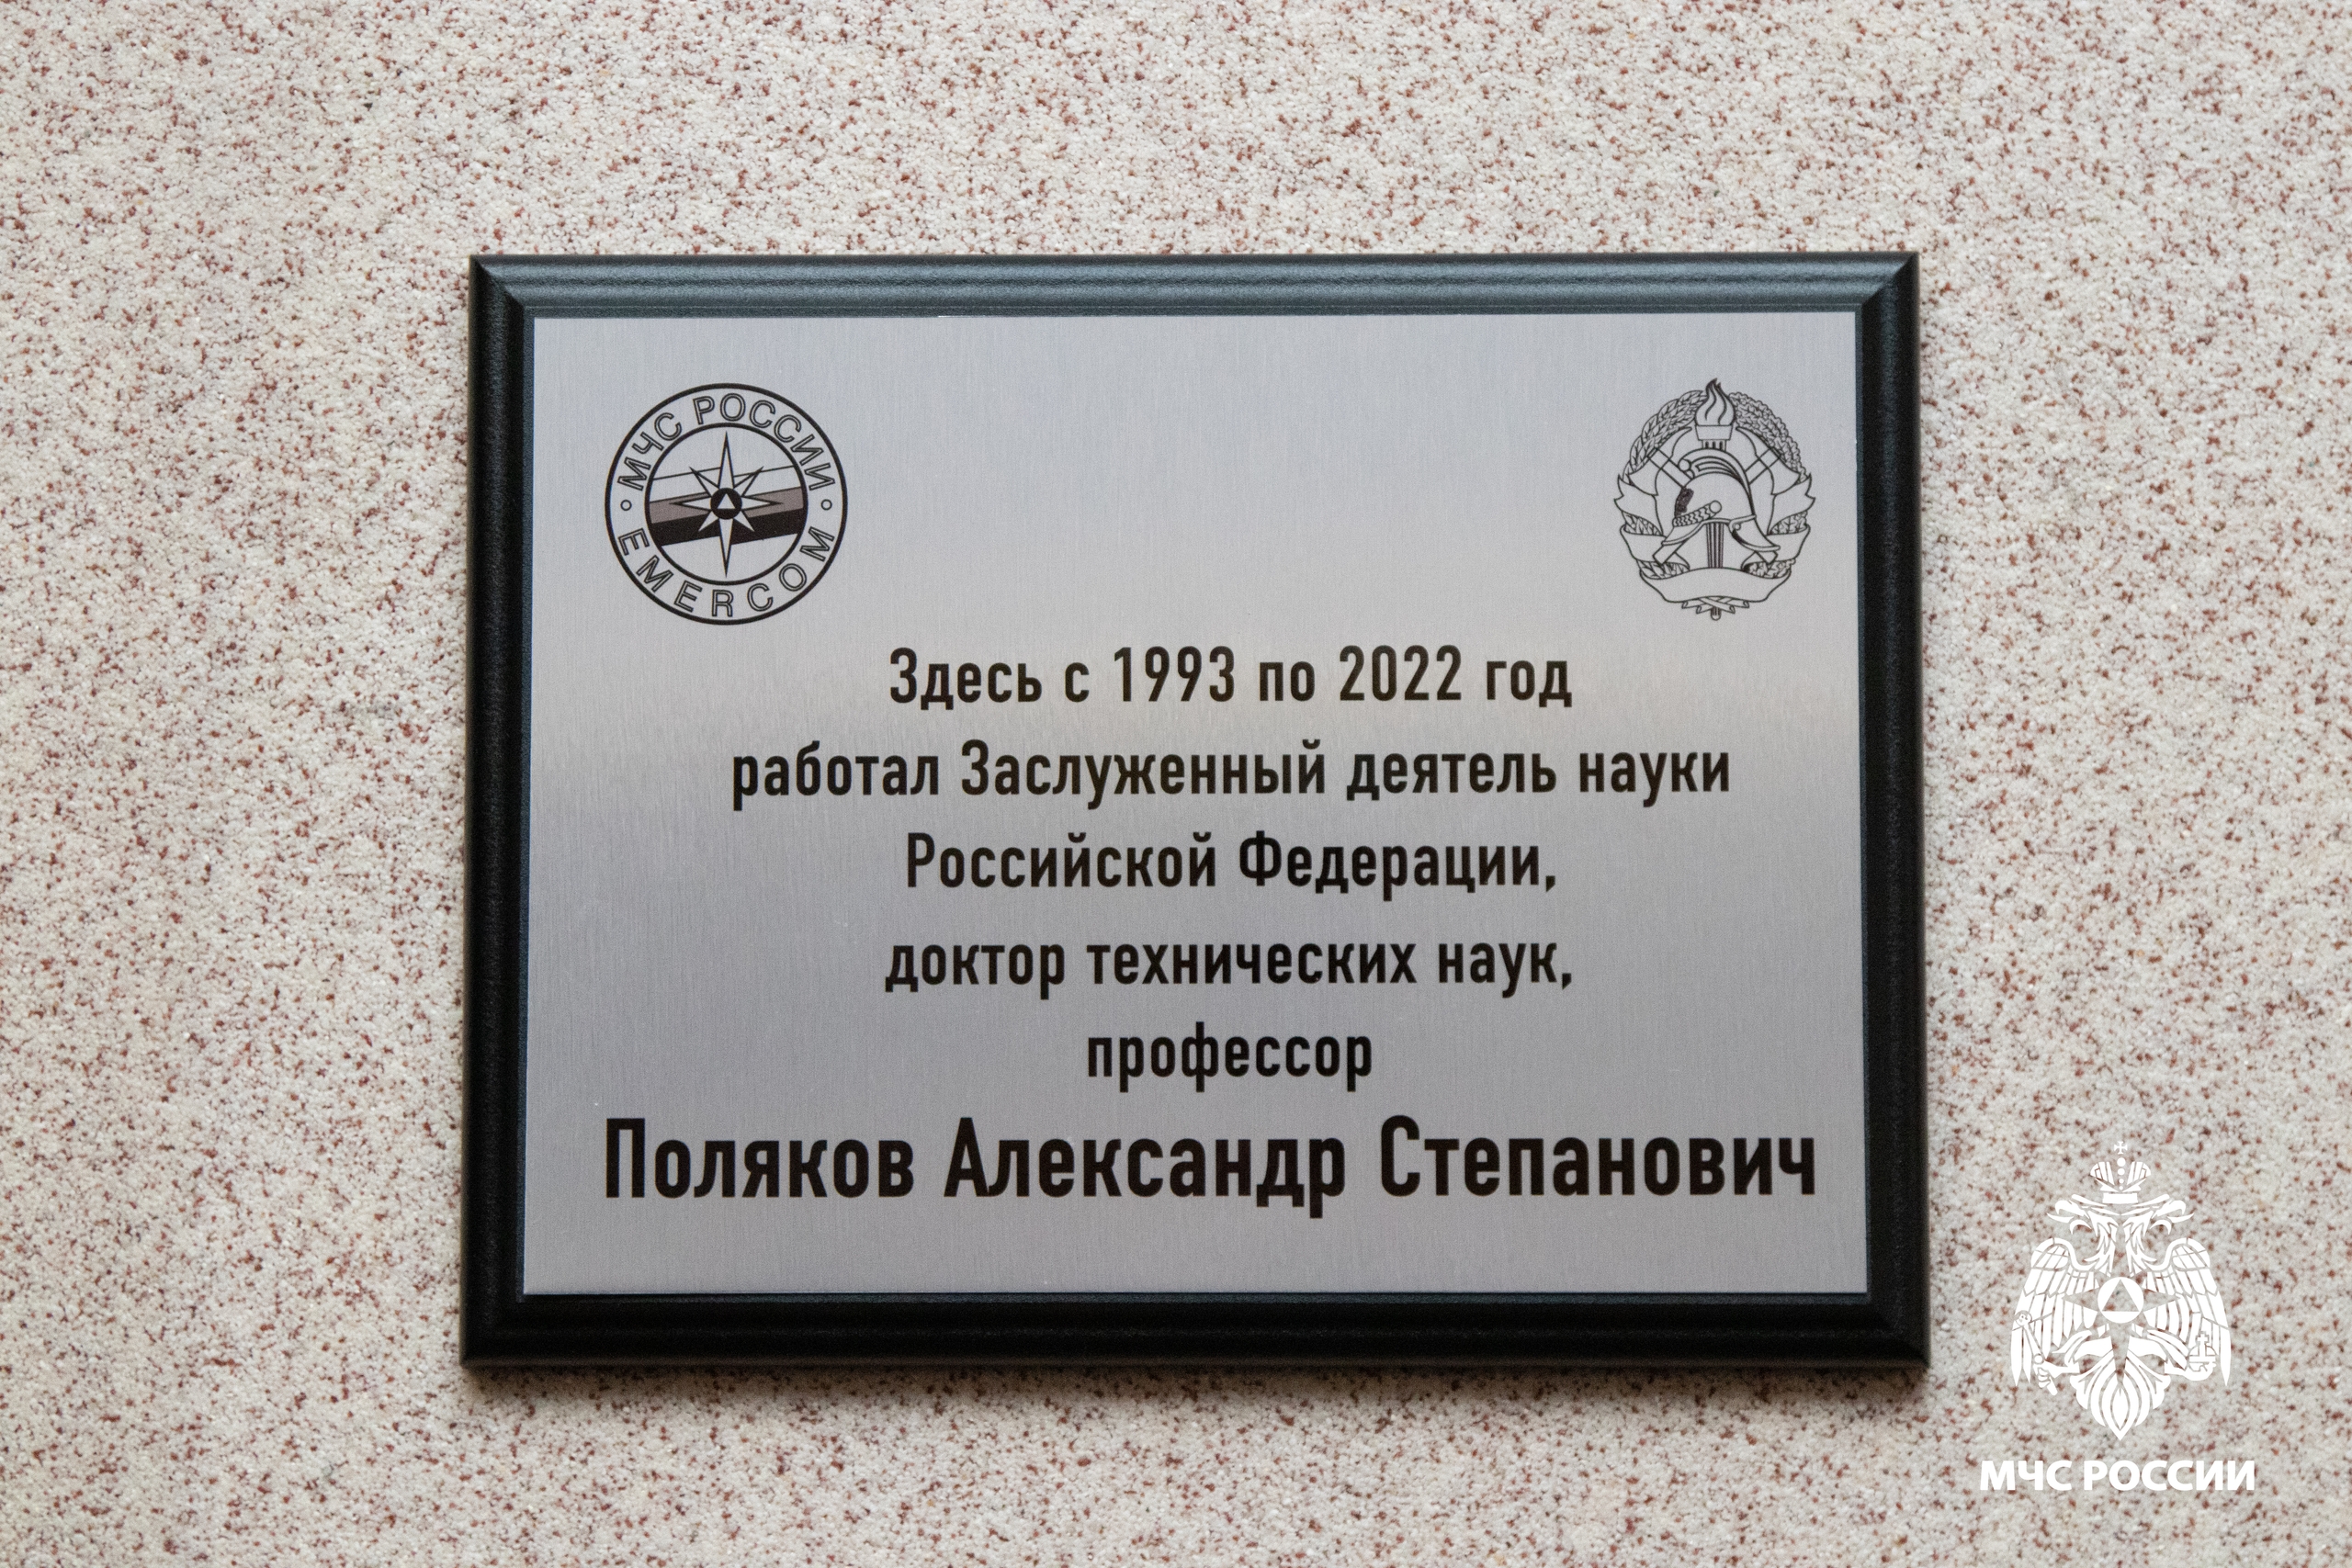 МЧС РОССИИ
EMERCOM
Здесь с 1993 по 2022 год
работал Заслуженный деятель науки
Российской Федерации,
доктор технических наук,
профессор
Поляков Александр Степанович
МЧС РОССИИ